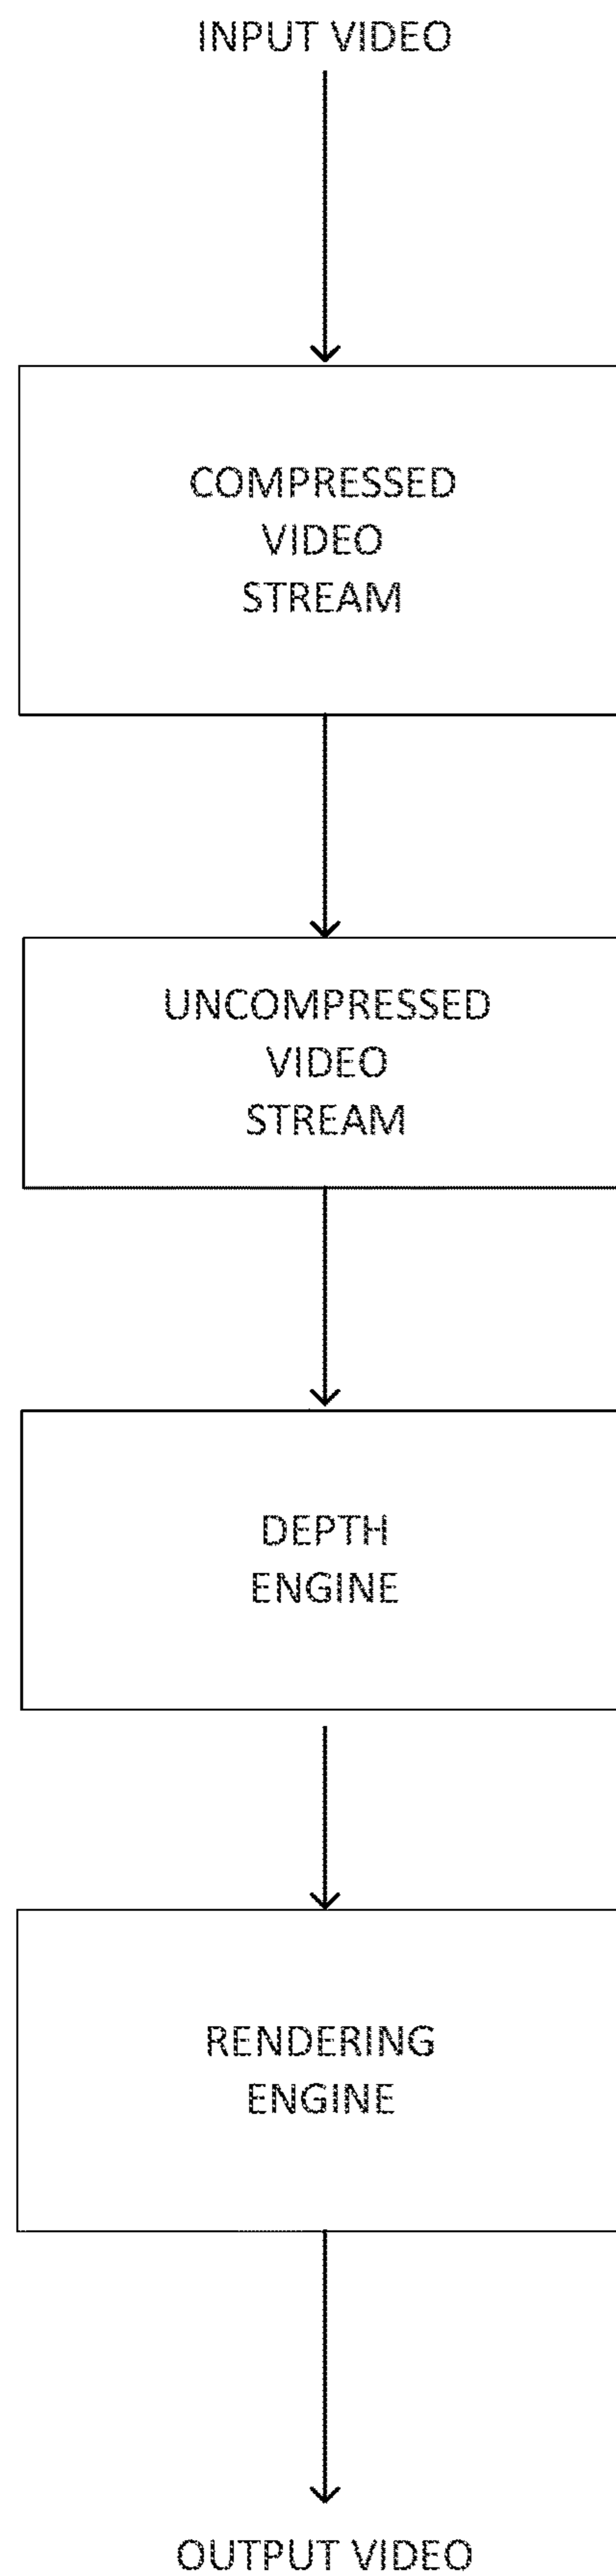 INPUT VIDEO
COMPRESSED
VIDEO
STREAM
UNCOMPRESSED
VIDEO
STREAM
DEPTH
ENGINE
RENDERING
ENGINE
OUTPUT VIDEO